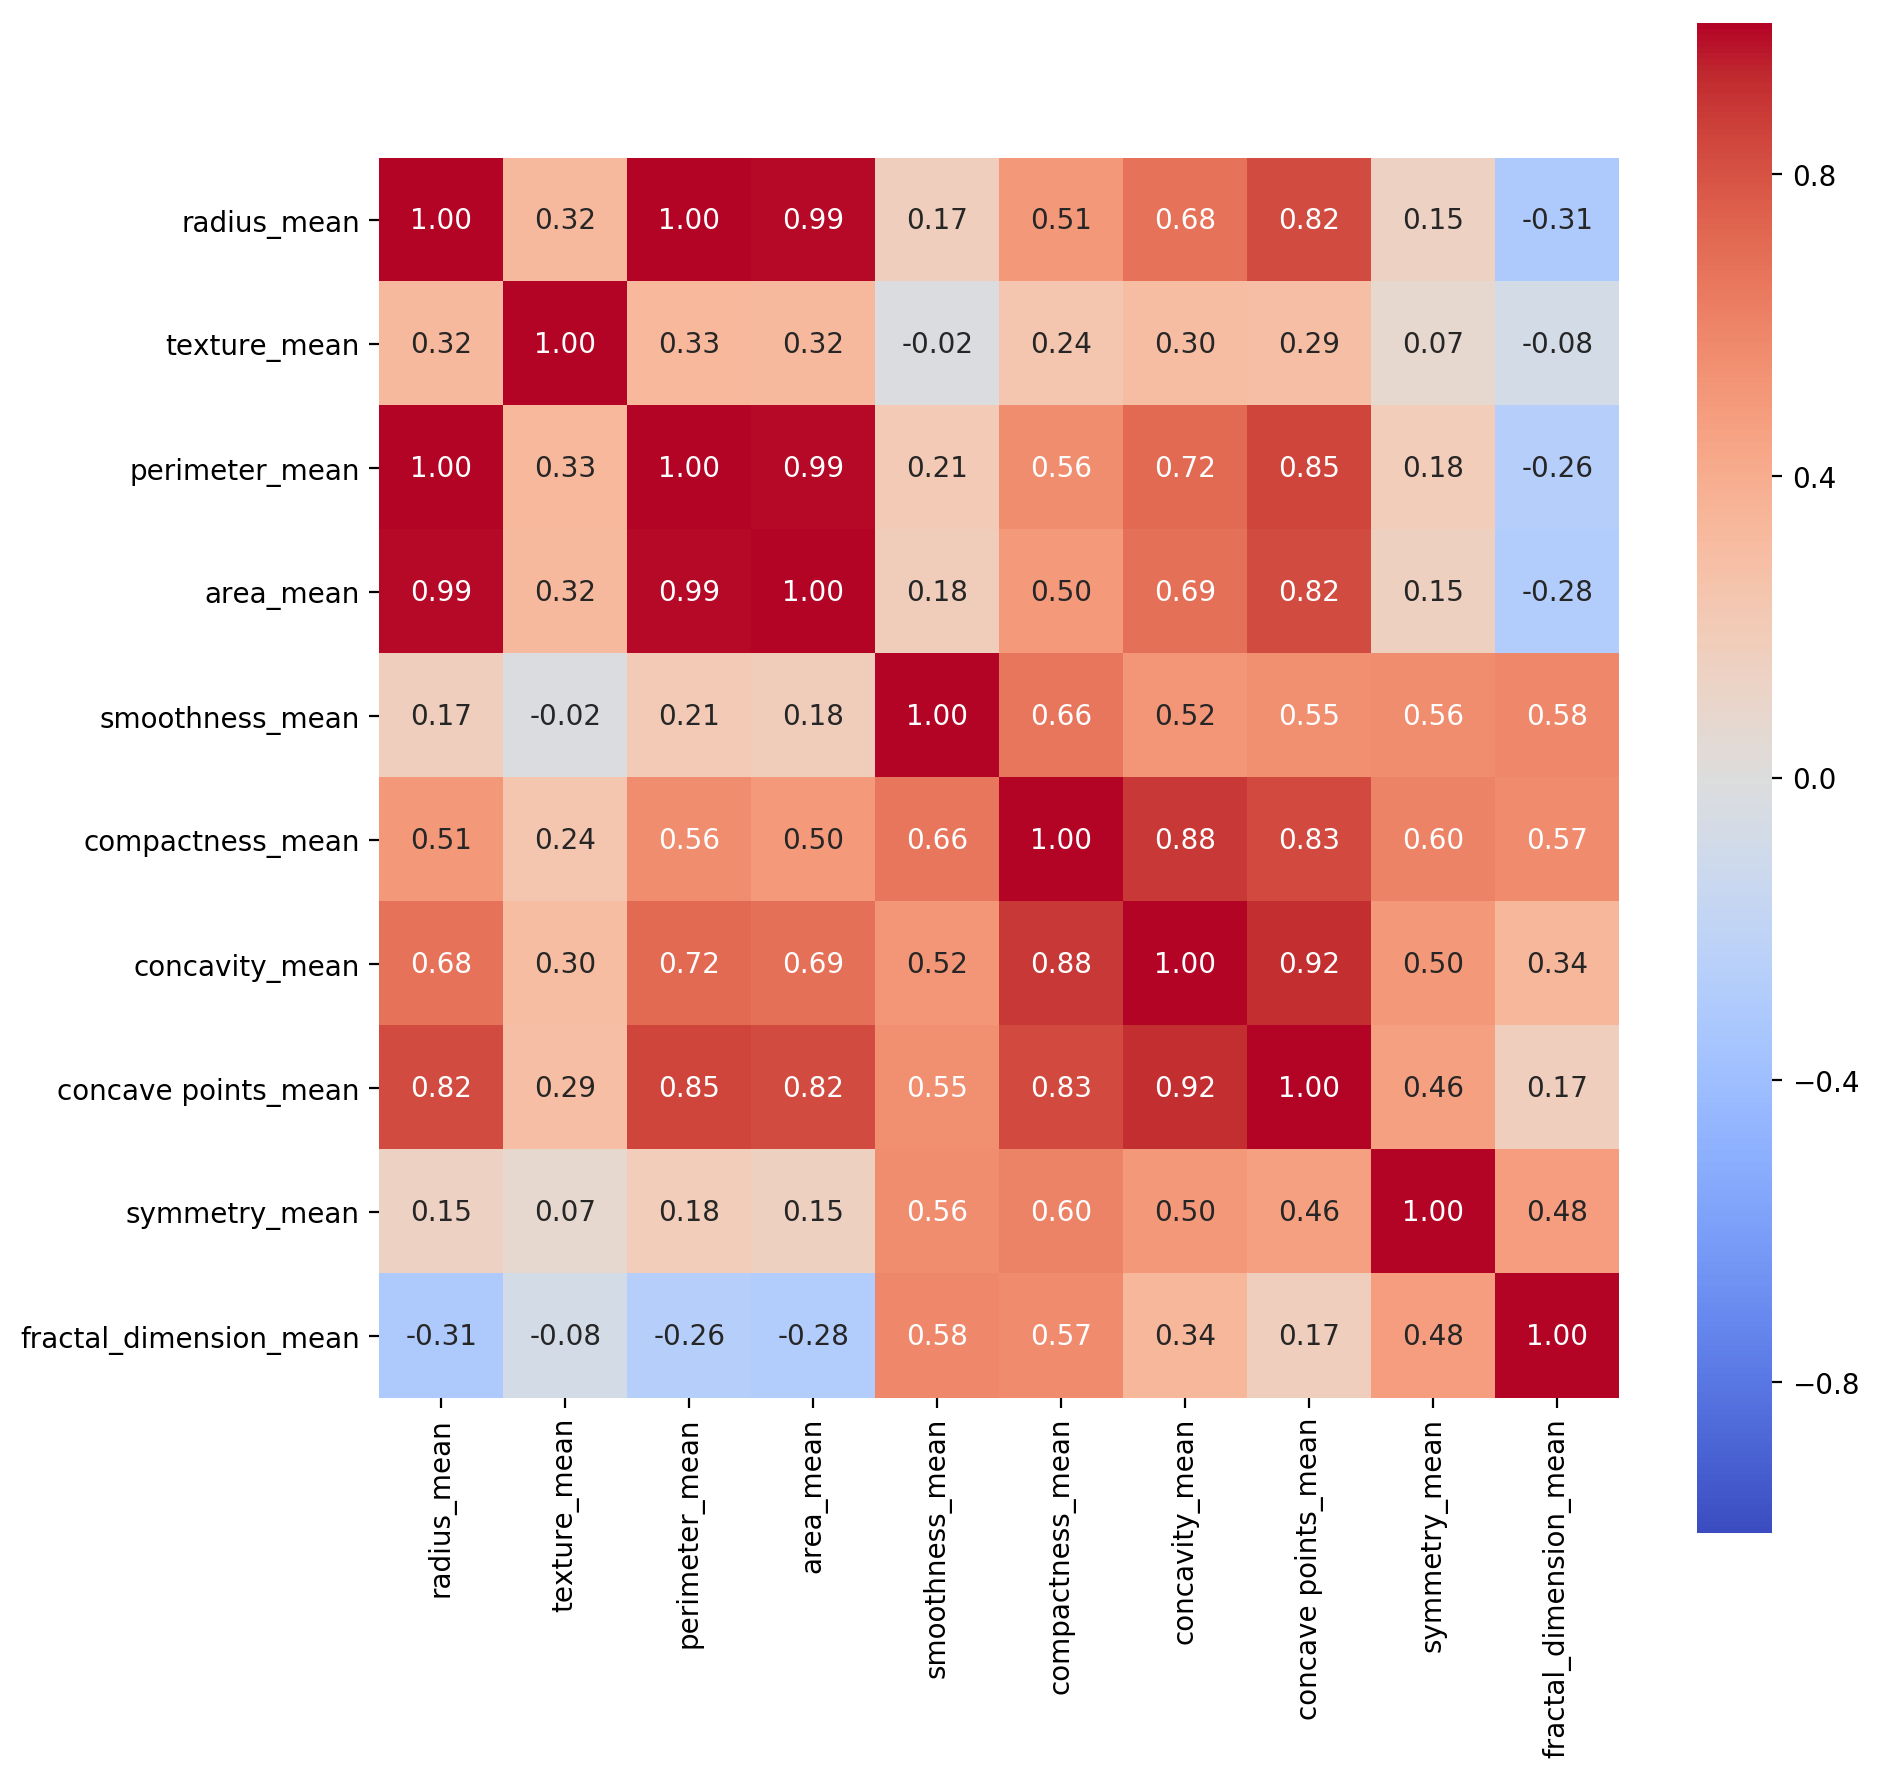 radius_mean 1.00 0.32 1.00 0.99 0.17 0.51 0.68 0.82 0.15 -0.31
texture_mean 0.32 1.00 0.33 0.32 -0.02 0.24 0.30 0.29 0.07 -0.08
perimeter_mean 1.00 0.33 1.00 0.99 0.21 0.56 0.72 0.85 0.18 -0.26
area_mean 0.99 0.32 0.99 1.00 0.18 0.50 0.69 0.82 0.15 -0.28
smoothness_mean 0.17 -0.02 0.21 0.18 1.00 0.66 0.52 0.55 0.56 0.58
compactness_mean 0.51 0.24 0.56 0.50 0.66 1.00 0.88 0.83 0.60 0.57
concavity_mean 0.68 0.30 0.72 0.69 0.52 0.88 1.00 0.92 0.50 0.34
concave points_mean 0.82 0.29 0.85 0.82 0.55 0.83 0.92 1.00 0.46 0.17
symmetry_mean 0.15 0.07 0.18 0.15 0.56 0.60 0.50 0.46 1.00 0.48
fractal_dimension_mean -0.31 -0.08 -0.26 -0.28 0.58 0.57 0.34 0.17 0.48 1.00
radius_mean
texture_mean
perimeter_mean
area_mean
smoothness_mean
compactness_mean
concavity_mean
concave points_mean
symmetry_mean
fractal_dimension_mean
0.8
0.4
0.0
−0.4
−0.8